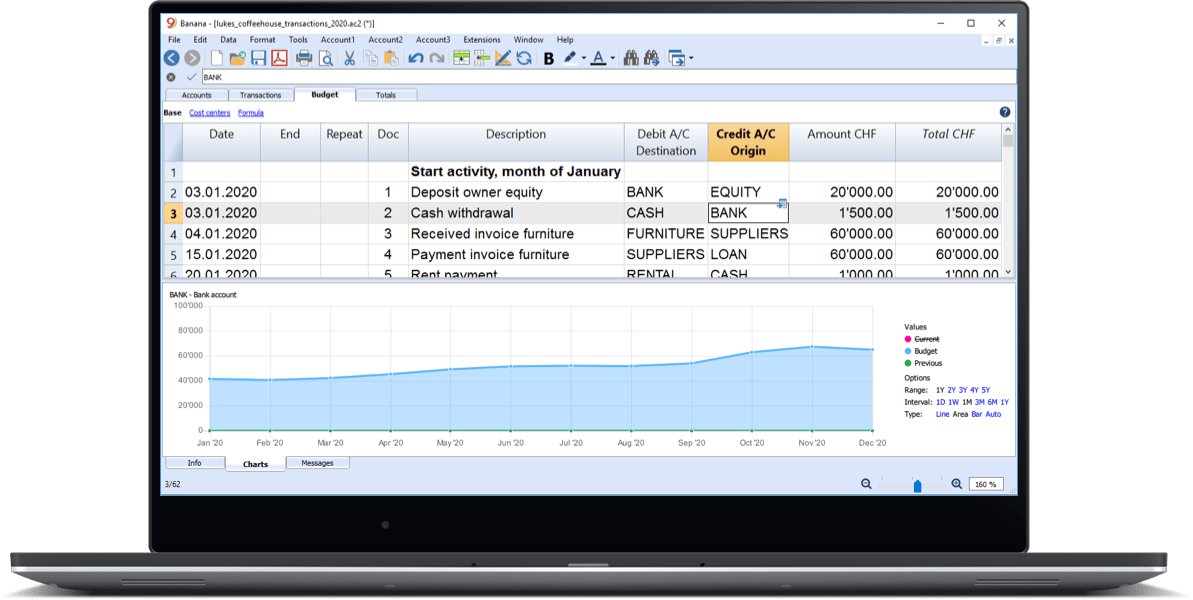 Banana - [lukes_coffeehouse_transactions_2020.ac2 (*)]
File Edit Data Format Tools Account1 Account2 Account3 Extensions Window Help
B A
BANK
Accounts Transactions Budget Totals
Base Cost centers Formula ?
Date End Repeat Doc Description Debit A/C Destination Credit A/C Origin Amount CHF Total CHF
1 Start activity, month of January
2 03.01.2020 1 Deposit owner equity BANK EQUITY 20'000.00 20'000.00
3 03.01.2020 2 Cash withdrawal CASH BANK 1'500.00 1'500.00
4 04.01.2020 3 Received invoice furniture FURNITURE SUPPLIERS 60'000.00 60'000.00
5 15.01.2020 4 Payment invoice furniture SUPPLIERS LOAN 60'000.00 60'000.00
6 20.01.2020 5 Rent payment RENTAL CASH 1'000.00 1'000.00
BANK - Bank account
100'000
80'000
60'000
40'000
20'000
0
Jan '20 Feb '20 Mar '20 Apr '20 May '20 Jun '20 Jul '20 Aug '20 Sep '20 Oct '20 Nov '20 Dec '20
Values
Current
Budget
Previous
Options
Range: 1Y 2Y 3Y 4Y 5Y
Interval: 1D 1W 1M 3M 6M 1Y
Type: Line Area Bar Auto
Info Charts Messages
3/62 160 %